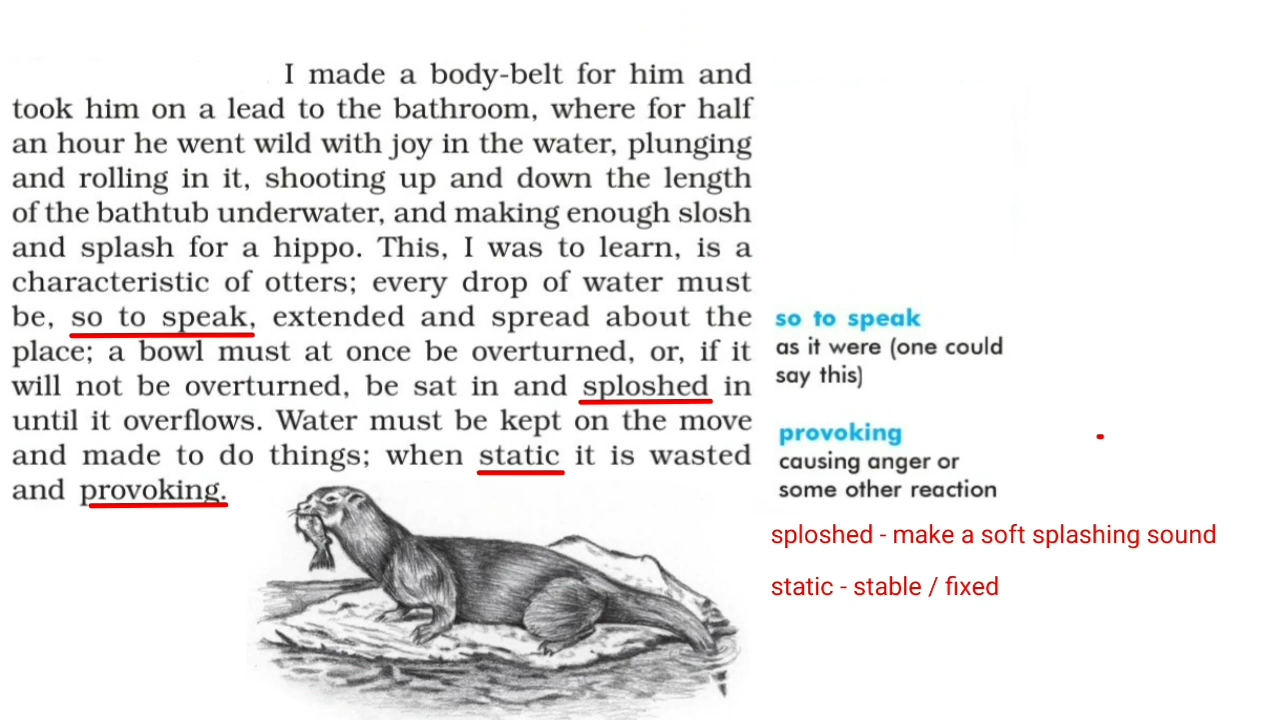 I made a body-belt for him and
took him on a lead to the bathroom, where for half
an hour he went wild with joy in the water, plunging
and rolling in it, shooting up and down the length
of the bathtub underwater, and making enough slosh
and splash for a hippo. This, I was to learn, is a
characteristic of otters; every drop of water must
be, so to speak, extended and spread about the
place; a bowl must at once be overturned, or, if it
will not be overturned, be sat in and sploshed in
until it overflows. Water must be kept on the move
and made to do things; when static it is wasted
and provoking.
so to speak
as it were (one could
say this)
provoking
causing anger or
some other reaction
sploshed - make a soft splashing sound
static - stable / fixed